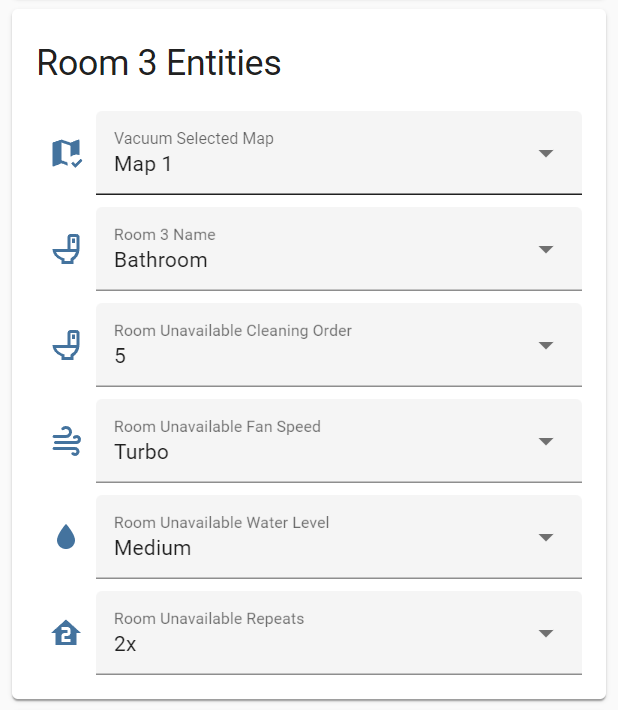 Room 3 Entities
Vacuum Selected Map
Map 1
Room 3 Name
Bathroom
Room Unavailable Cleaning Order
5
Room Unavailable Fan Speed
Turbo
Room Unavailable Water Level
Medium
Room Unavailable Repeats
2
2x